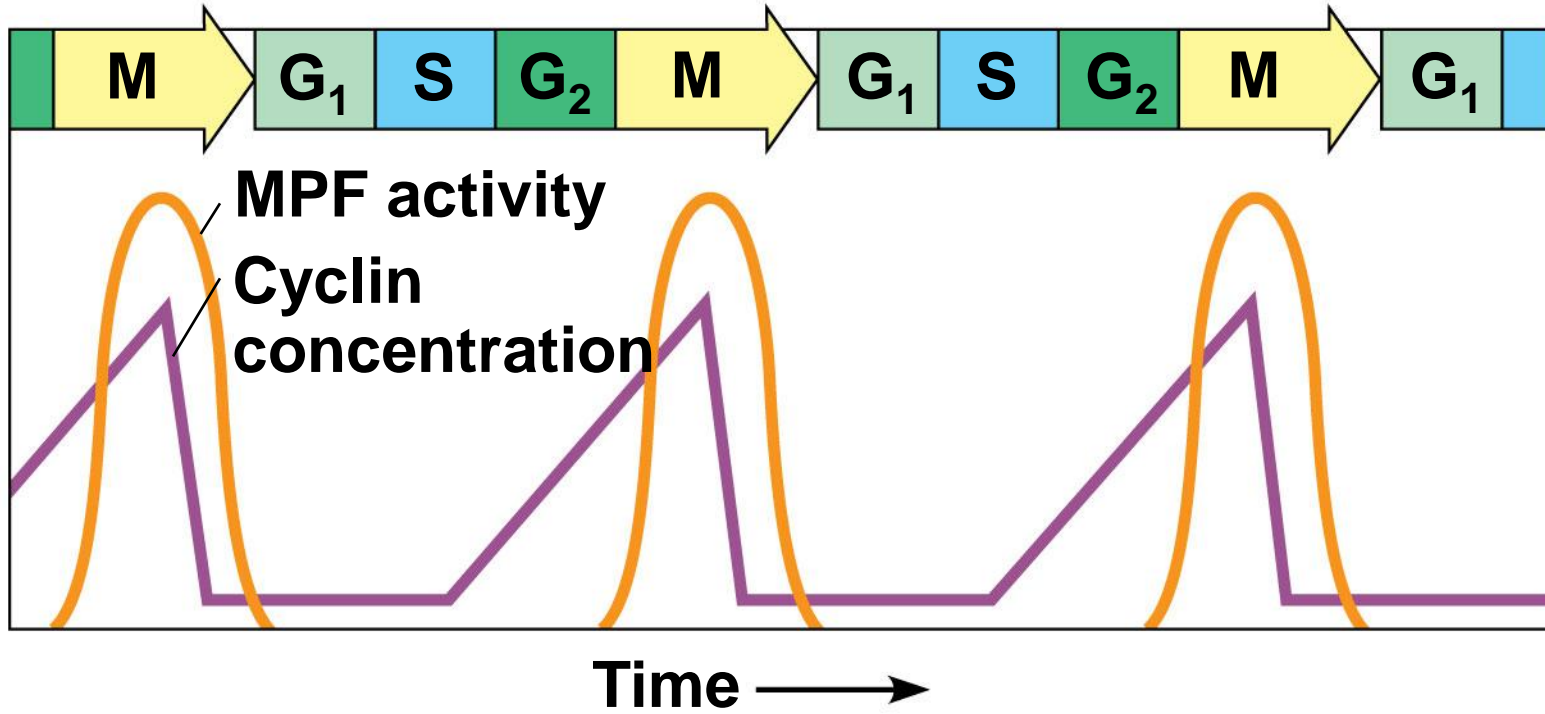 M G₁ S G₂ M G₁ S G₂ M G₁
MPF activity
Cyclin
concentration
Time